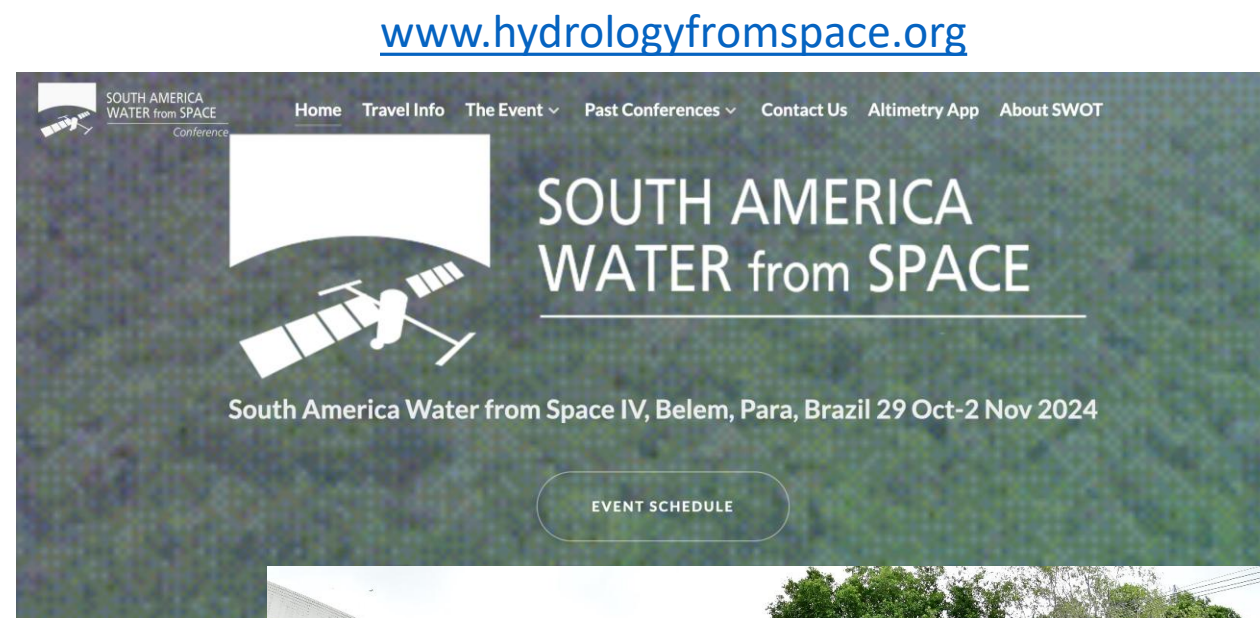 www.hydrologyfromspace.org
SOUTH AMERICA
WATER from SPACE
Conference
Home Travel Info The Event Past Conferences Contact Us Altimetry App About SWOT
SOUTH AMERICA
WATER from SPACE
South America Water from Space IV, Belem, Para, Brazil 29 Oct-2 Nov 2024
EVENT SCHEDULE